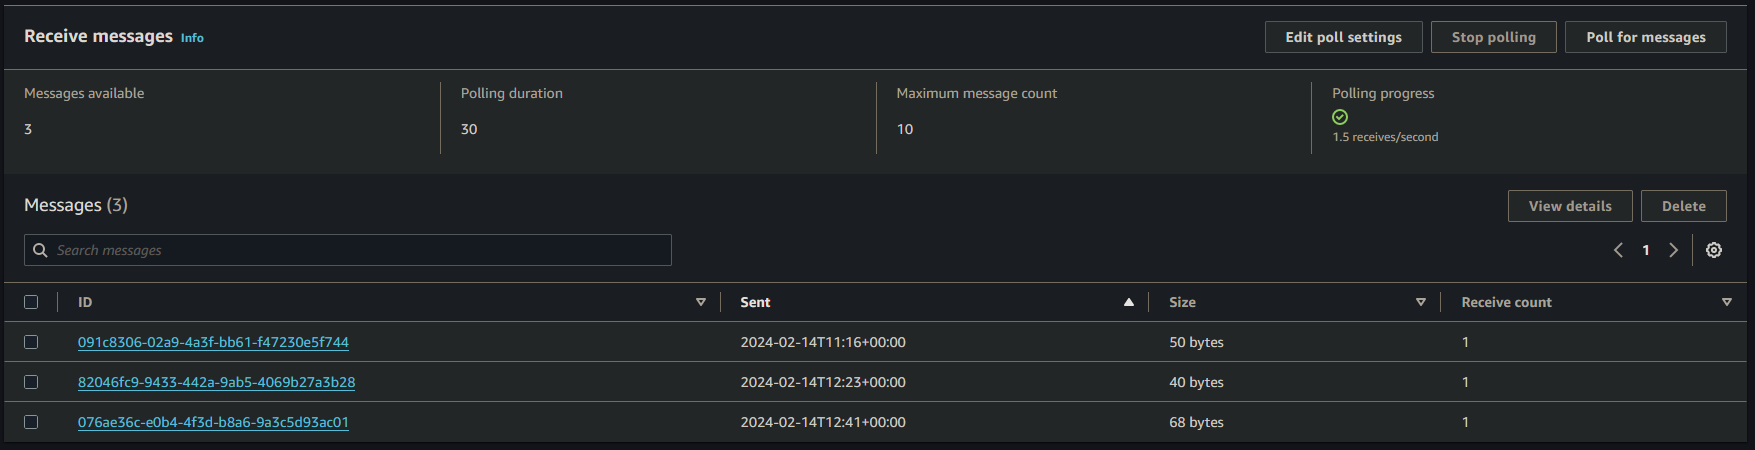 Receive messages Info
Edit poll settings Stop polling Poll for messages
Messages available Polling duration Maximum message count Polling progress
3 30 10
1.5 receives/second
Messages (3)
View details Delete
Search messages
1
ID Sent Size Receive count
091c8306-02a9-4a3f-bb61-f47230e5f744 2024-02-14T11:16+00:00 50 bytes 1
82046fc9-9433-442a-9ab5-4069b27a3b28 2024-02-14T12:23+00:00 40 bytes 1
076ae36c-e0b4-4f3d-b8a6-9a3c5d93ac01 2024-02-14T12:41+00:00 68 bytes 1